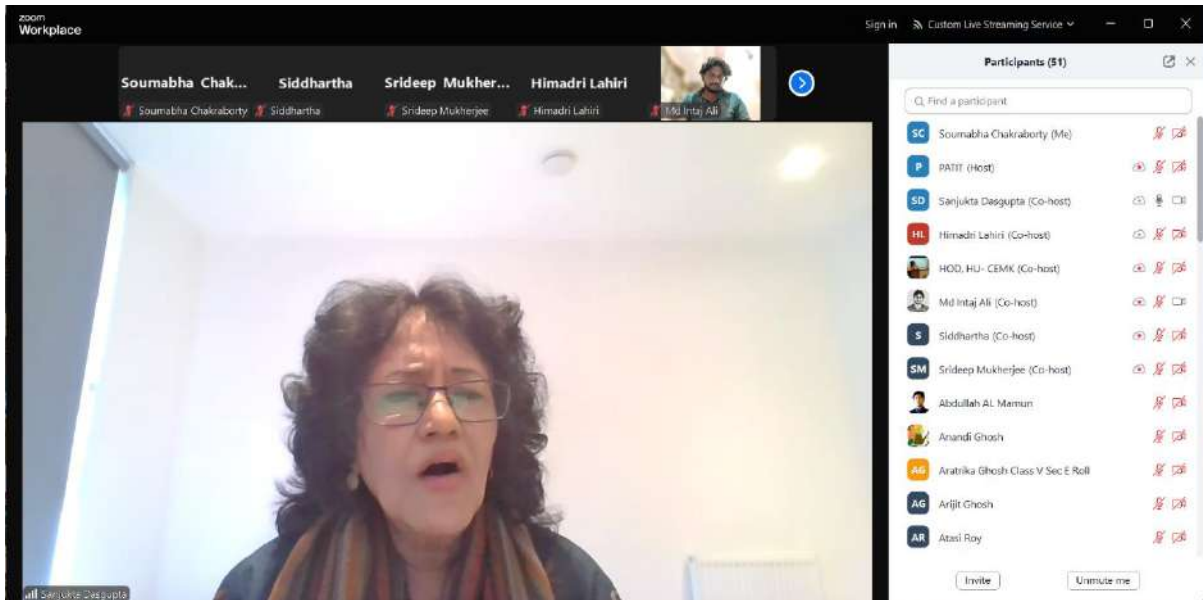 zoom
Workplace
Sign in Custom Live Streaming Service
Soumabha Chak... Siddhartha Srideep Mukher... Himadri Lahiri
Soumabha Chakraborty Siddhartha Srideep Mukherjee Himadri Lahiri Md Intaj Ali
Sanjukta Dasgupta
Participants (51)
Find a participant
SC Soumabha Chakraborty (Me)
P PATIT (Host)
SD Sanjukta Dasgupta (Co-host)
HL Himadri Lahiri (Co-host)
HOD, HU- CEMK (Co-host)
Md Intaj Ali (Co-host)
S Siddhartha (Co-host)
SM Srideep Mukherjee (Co-host)
Abdullah AL Mamun
Anandi Ghosh
AG Aratrika Ghosh Class V Sec E Roll
AG Arijit Ghosh
AR Atasi Roy
Invite Unmute me